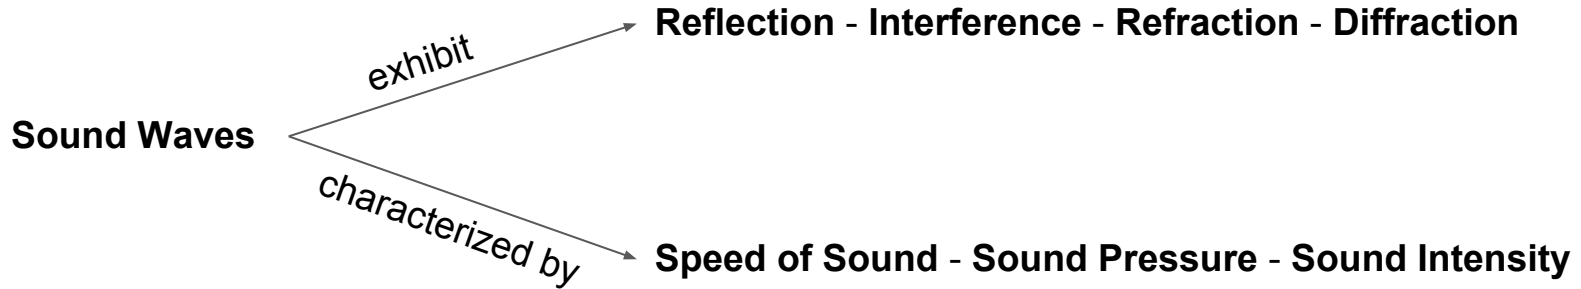 Reflection - Interference - Refraction - Diffraction
exhibit
Sound Waves
characterized by
Speed of Sound - Sound Pressure - Sound Intensity